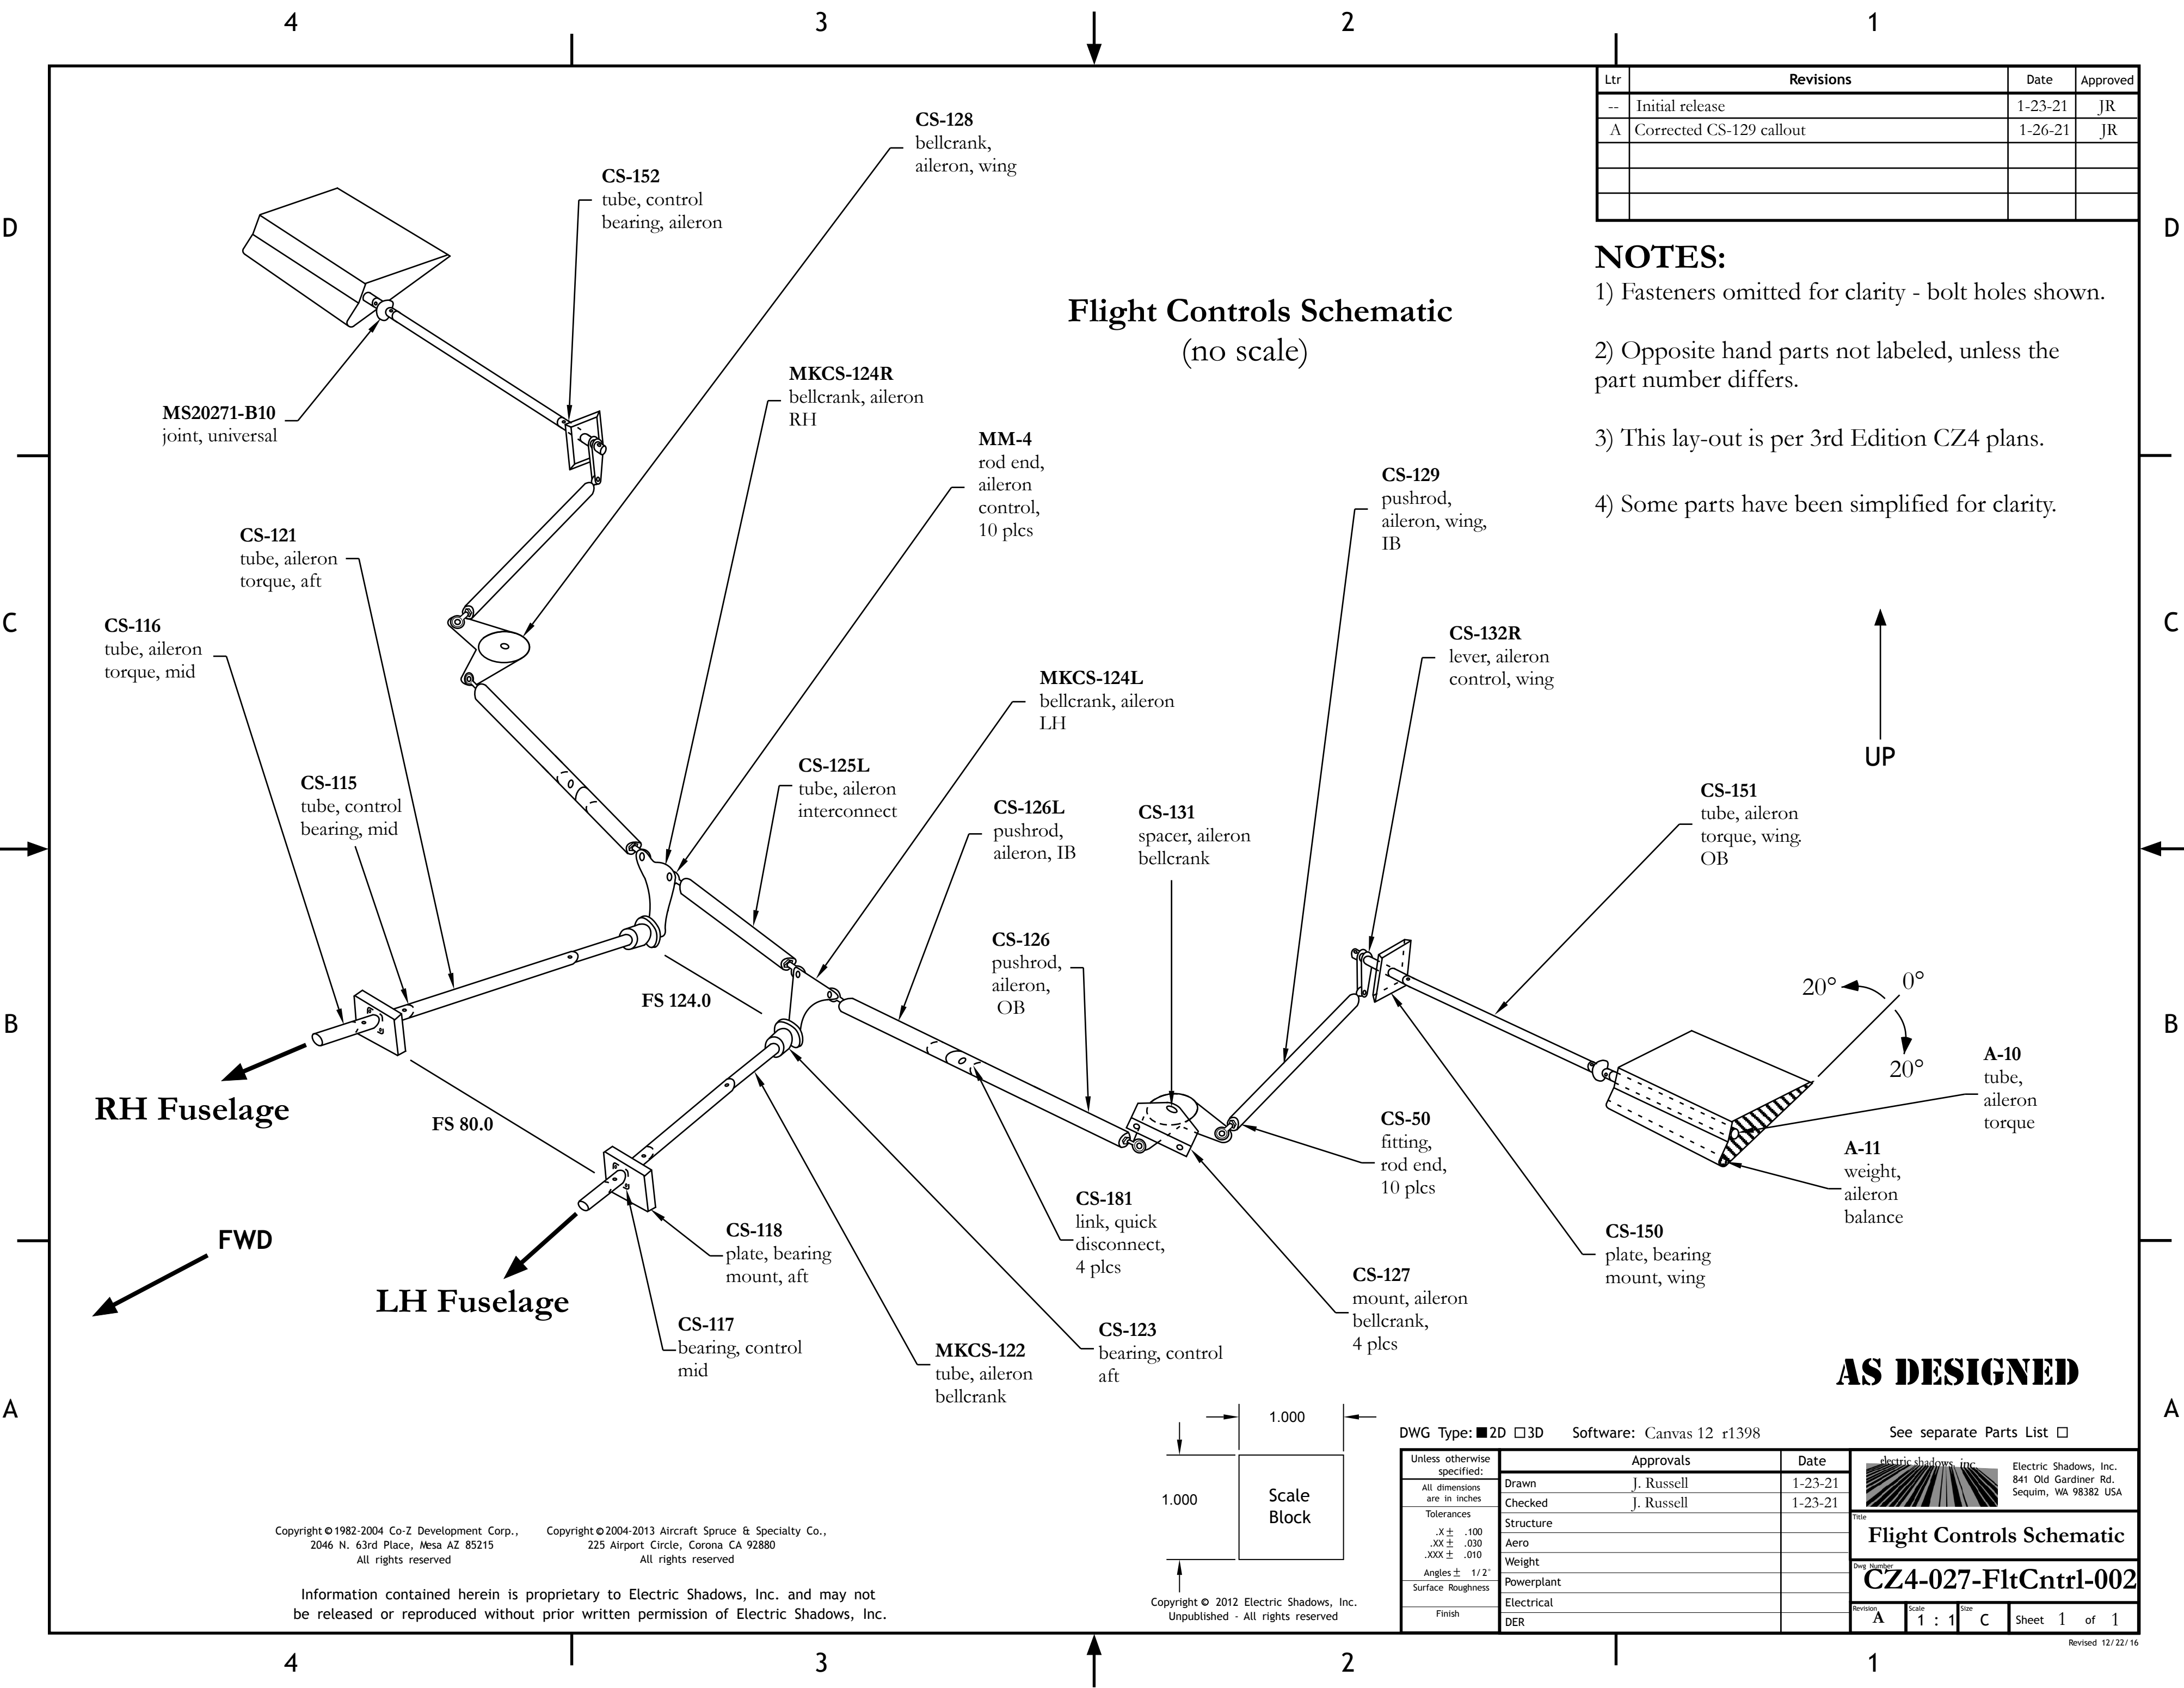 4
3
2
1
D
D
C
C
B
B
A
A
Ltr Revisions Date Approved
-- Initial release 1-23-21 JR
A Corrected CS-129 callout 1-26-21 JR
NOTES:
1) Fasteners omitted for clarity - bolt holes shown.
2) Opposite hand parts not labeled, unless the
part number differs.
3) This lay-out is per 3rd Edition CZ4 plans.
4) Some parts have been simplified for clarity.
Flight Controls Schematic
(no scale)
CS-128
bellcrank,
aileron, wing
CS-152
tube, control
bearing, aileron
MKCS-124R
bellcrank, aileron
RH
MS20271-B10
joint, universal
MM-4
rod end,
aileron
control,
10 plcs
CS-129
pushrod,
aileron, wing,
IB
CS-121
tube, aileron
torque, aft
CS-116
tube, aileron
torque, mid
CS-132R
lever, aileron
control, wing
MKCS-124L
bellcrank, aileron
LH
UP
CS-115
tube, control
bearing, mid
CS-125L
tube, aileron
interconnect
CS-126L
pushrod,
aileron, IB
CS-131
spacer, aileron
bellcrank
CS-151
tube, aileron
torque, wing.
OB
CS-126
pushrod,
aileron,
OB
FS 124.0
20°
0°
20°
A-10
tube,
aileron
torque
RH Fuselage
FS 80.0
CS-50
fitting,
rod end,
10 plcs
A-11
weight,
aileron
balance
CS-181
link, quick
disconnect,
4 plcs
FWD
CS-118
plate, bearing
mount, aft
CS-150
plate, bearing
mount, wing
LH Fuselage
CS-127
mount, aileron
bellcrank,
4 plcs
CS-117
bearing, control
mid
MKCS-122
tube, aileron
bellcrank
CS-123
bearing, control
aft
AS DESIGNED
1.000
1.000
Scale
Block
DWG Type: 2D 3D Software: Canvas 12 r1398 See separate Parts List
Unless otherwise
specified:
All dimensions
are in inches
Tolerances
.X ± .100
.XX ± .030
.XXX ± .010
Angles ± 1/2°
Surface Roughness
Finish
Approvals Date
Drawn J. Russell 1-23-21
Checked J. Russell 1-23-21
Structure
Aero
Weight
Powerplant
Electrical
DER
electric shadows, inc.
Electric Shadows, Inc.
841 Old Gardiner Rd.
Sequim, WA 98382 USA
Title
Flight Controls Schematic
Dwg Number
CZ4-027-FltCntrl-002
Revision A Scale 1 : 1 Size C Sheet 1 of 1
Revised 12/22/16
Copyright © 1982-2004 Co-Z Development Corp.,
2046 N. 63rd Place, Mesa AZ 85215
All rights reserved
Copyright © 2004-2013 Aircraft Spruce & Specialty Co.,
225 Airport Circle, Corona CA 92880
All rights reserved
Information contained herein is proprietary to Electric Shadows, Inc. and may not
be released or reproduced without prior written permission of Electric Shadows, Inc.
Copyright © 2012 Electric Shadows, Inc.
Unpublished - All rights reserved
4
3
2
1